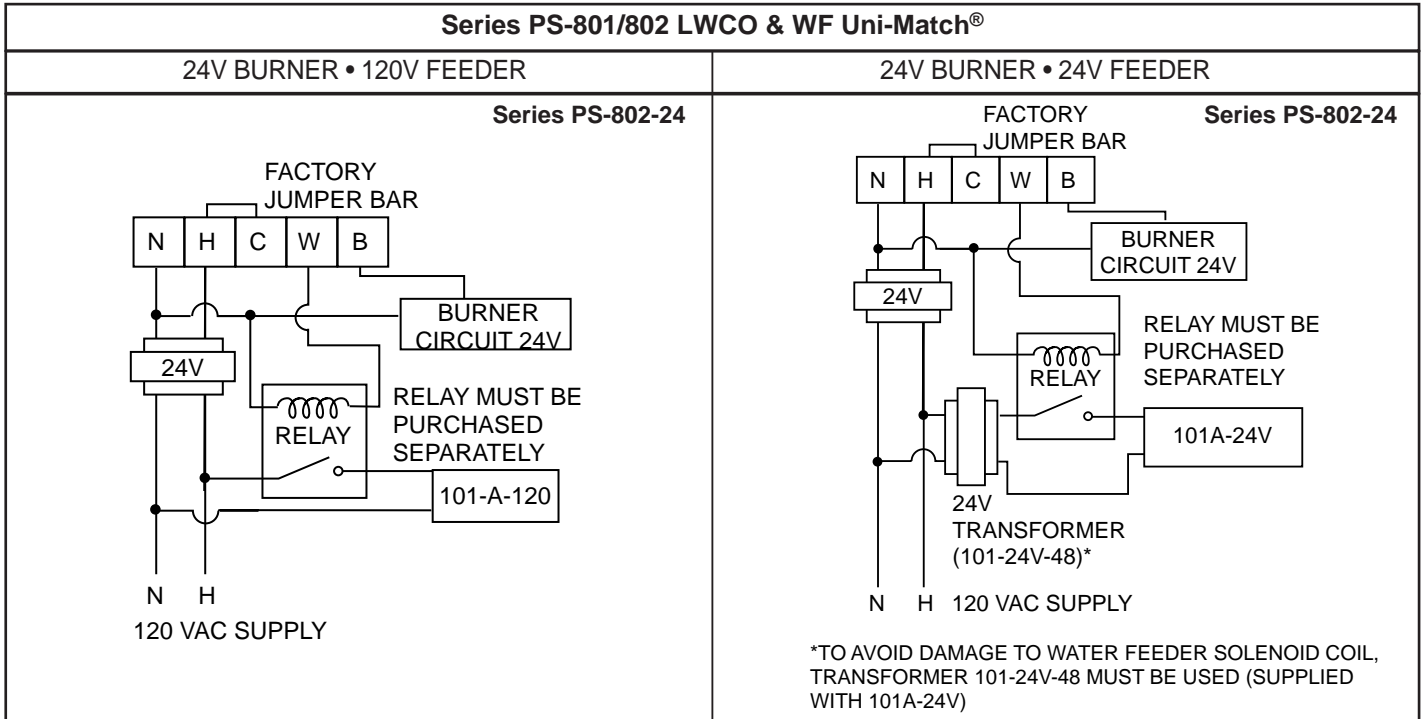 Series PS-801/802 LWCO & WF Uni-Match®
24V BURNER • 120V FEEDER
24V BURNER • 24V FEEDER
Series PS-802-24
FACTORY
JUMPER BAR
N H C W B
BURNER
CIRCUIT 24V
24V
RELAY MUST BE
PURCHASED
SEPARATELY
RELAY
101-A-120
N H
120 VAC SUPPLY
Series PS-802-24
FACTORY
JUMPER BAR
N H C W B
BURNER
CIRCUIT 24V
24V
RELAY MUST BE
PURCHASED
SEPARATELY
RELAY
101A-24V
24V
TRANSFORMER
(101-24V-48)*
N H 120 VAC SUPPLY
*TO AVOID DAMAGE TO WATER FEEDER SOLENOID COIL,
TRANSFORMER 101-24V-48 MUST BE USED (SUPPLIED
WITH 101A-24V)